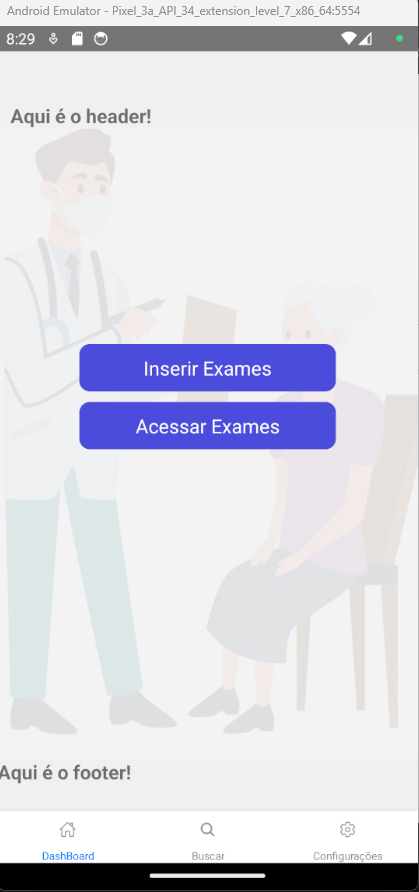 Android Emulator - Pixel_3a_API_34_extension_level_7_x86_64:5554
8:29
Aqui é o header!
Inserir Exames
Acessar Exames
Aqui é o footer!
DashBoard
Buscar
Configurações